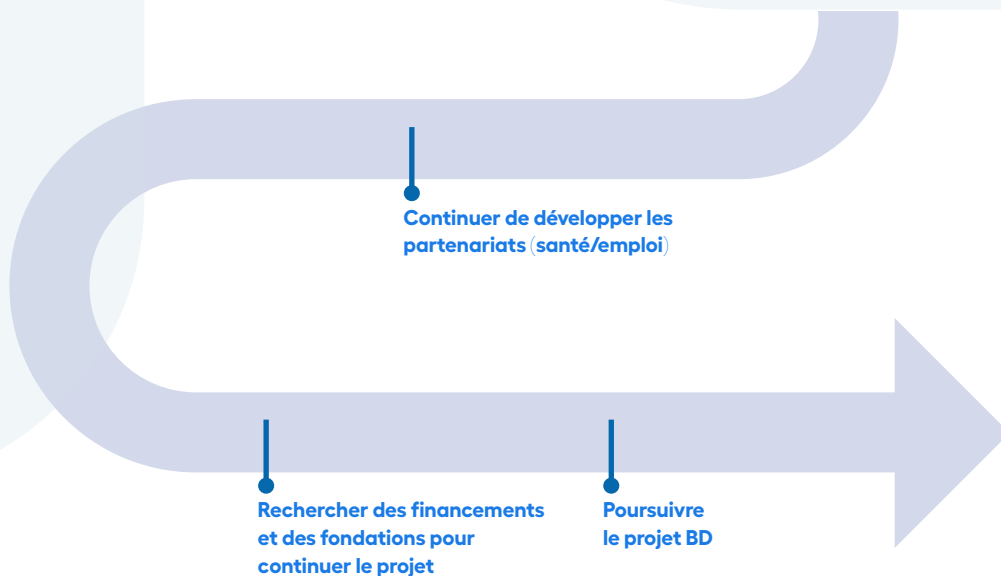 Continuer de développer les
partenariats (santé/emploi)
Rechercher des financements
et des fondations pour
continuer le projet
Poursuivre
le projet BD